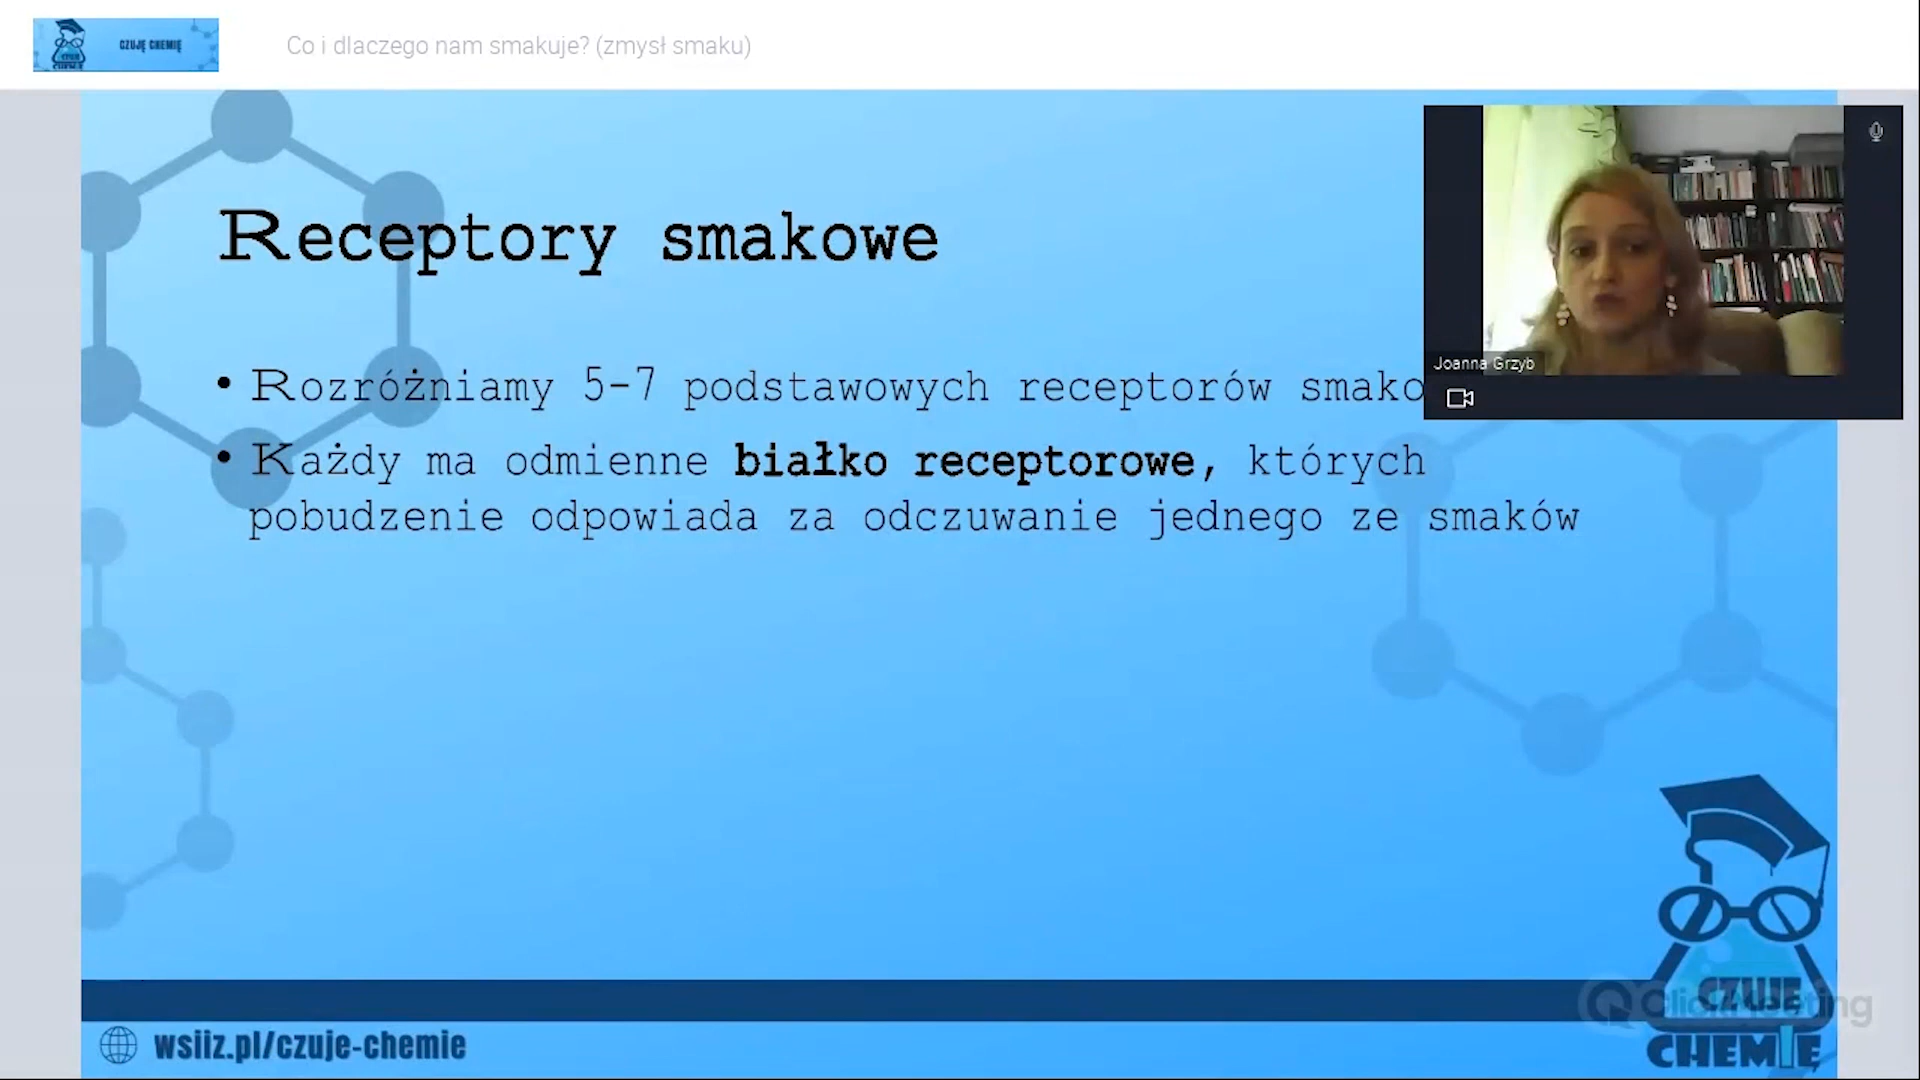 CZUJĘ CHEMIĘ
Co i dlaczego nam smakuje? (zmysł smaku)
Receptory smakowe
Joanna Grzyb
• Rozróżniamy 5-7 podstawowych receptorów smako
• Każdy ma odmienne białko receptorowe, których
pobudzenie odpowiada za odczuwanie jednego ze smaków
CZUJĘ
ClickMeeting
CHEMIĘ
wsiiz.pl/czuje-chemie